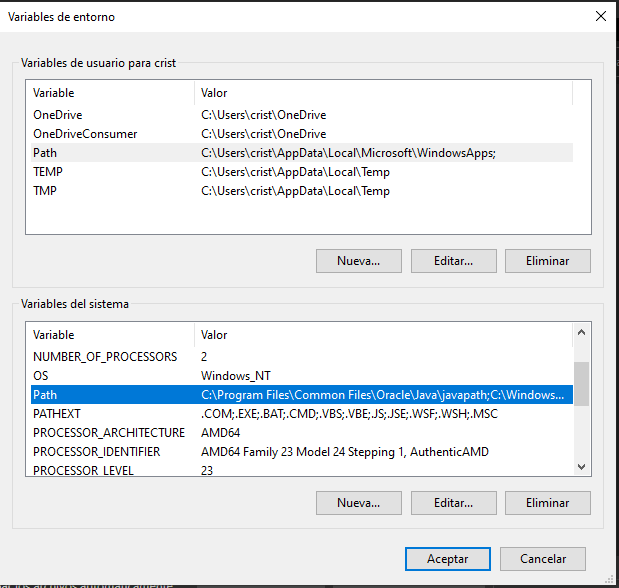 Variables de entorno
Variables de usuario para crist
Variable Valor
OneDrive C:\Users\crist\OneDrive
OneDriveConsumer C:\Users\crist\OneDrive
Path C:\Users\crist\AppData\Local\Microsoft\WindowsApps;
TEMP C:\Users\crist\AppData\Local\Temp
TMP C:\Users\crist\AppData\Local\Temp
Nueva... Editar... Eliminar
Variables del sistema
Variable Valor
NUMBER_OF_PROCESSORS 2
OS Windows_NT
Path C:\Program Files\Common Files\Oracle\Java\javapath;C:\Windows...
PATHEXT .COM;.EXE;.BAT;.CMD;.VBS;.VBE;.JS;.JSE;.WSF;.WSH;.MSC
PROCESSOR_ARCHITECTURE AMD64
PROCESSOR_IDENTIFIER AMD64 Family 23 Model 24 Stepping 1, AuthenticAMD
PROCESSOR_LEVEL 23
Nueva... Editar... Eliminar
Aceptar Cancelar